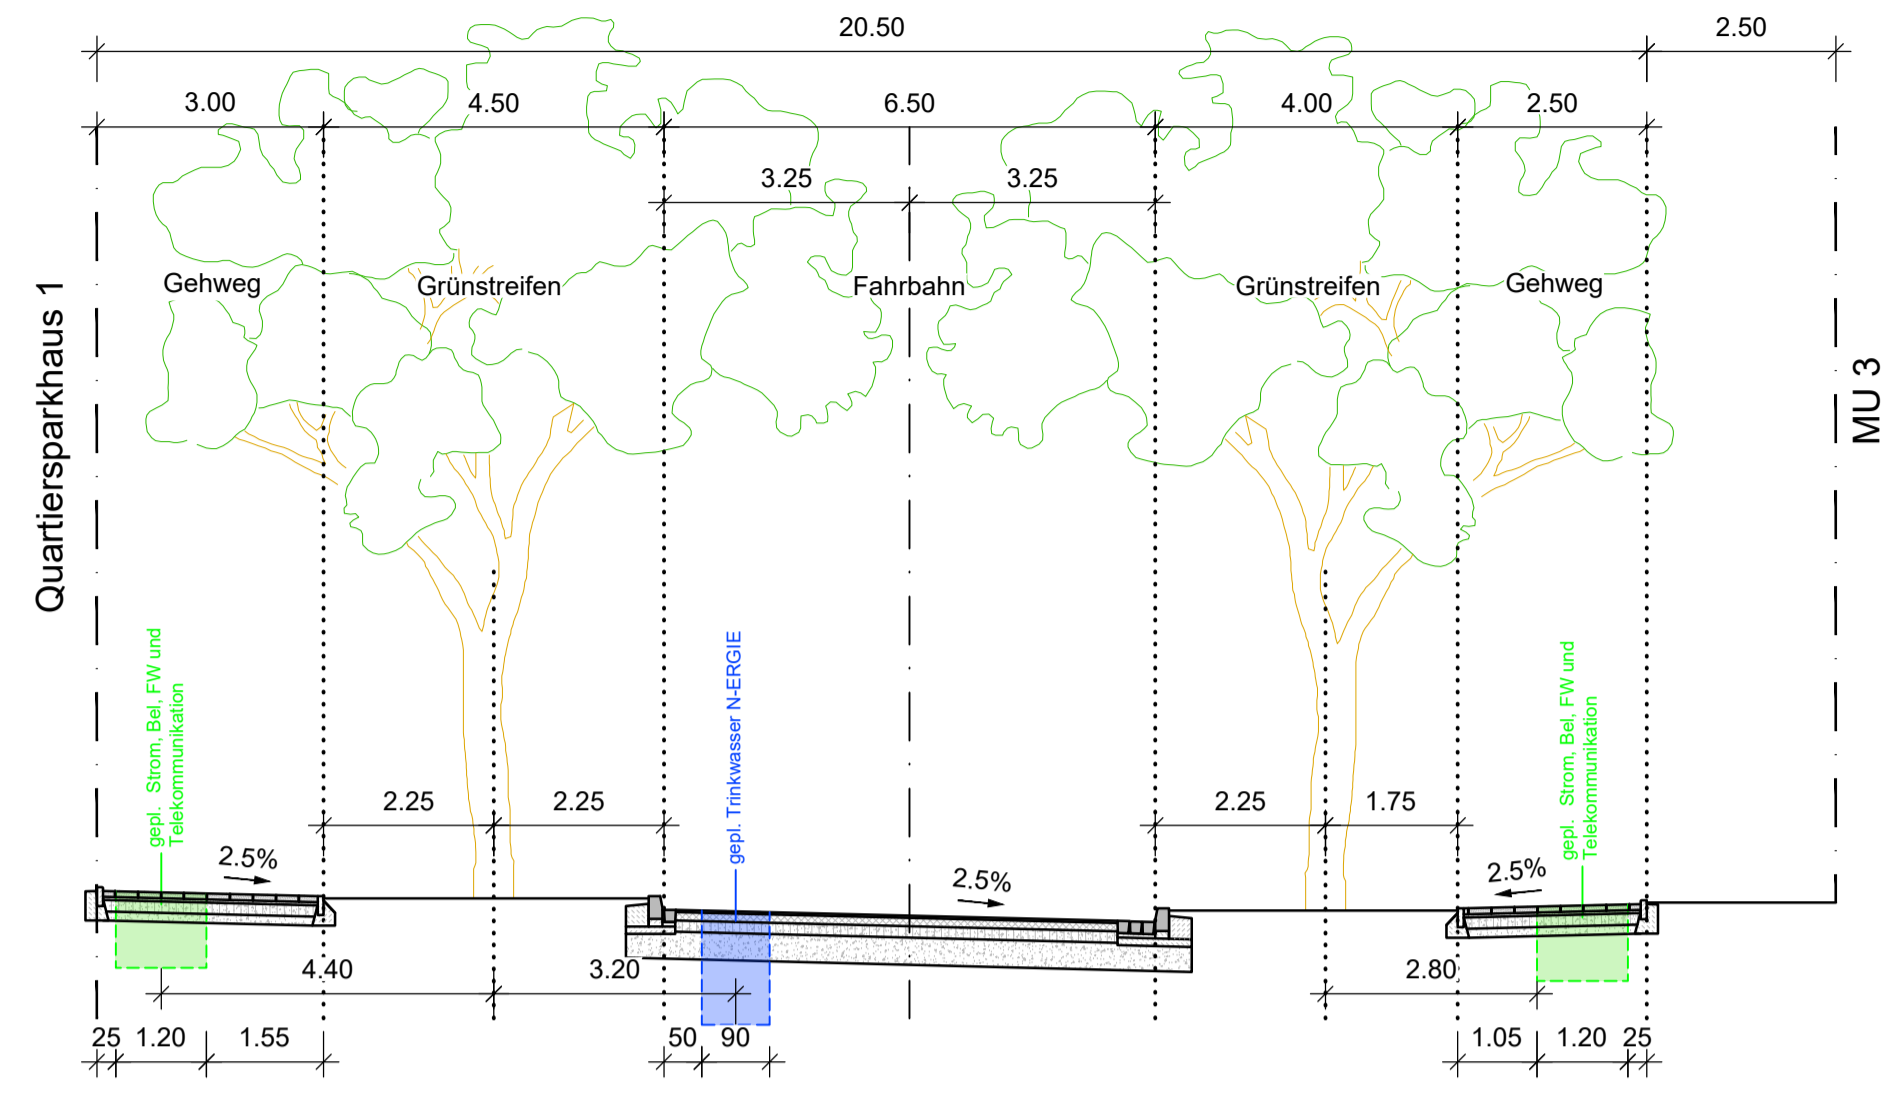 20.50
2.50
3.00
4.50
6.50
4.00
2.50
3.25
3.25
Gehweg
Grünstreifen
Fahrbahn
Grünstreifen
Gehweg
Quartiersparkhaus 1
MU 3
gepl. Strom, Bel, FW und
Telekommunikation
gepl. Trinkwasser N-ERGIE
gepl. Strom, Bel, FW und
Telekommunikation
2.25
2.25
2.25
1.75
2.5%
2.5%
2.5%
4.40
3.20
2.80
25
1.20
1.55
50
90
1.05
1.20
25